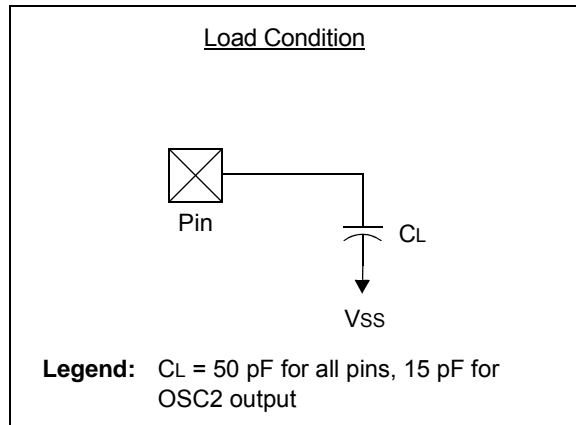 Load Condition
Pin
CL
VSS
Legend: CL = 50 pF for all pins, 15 pF for
OSC2 output